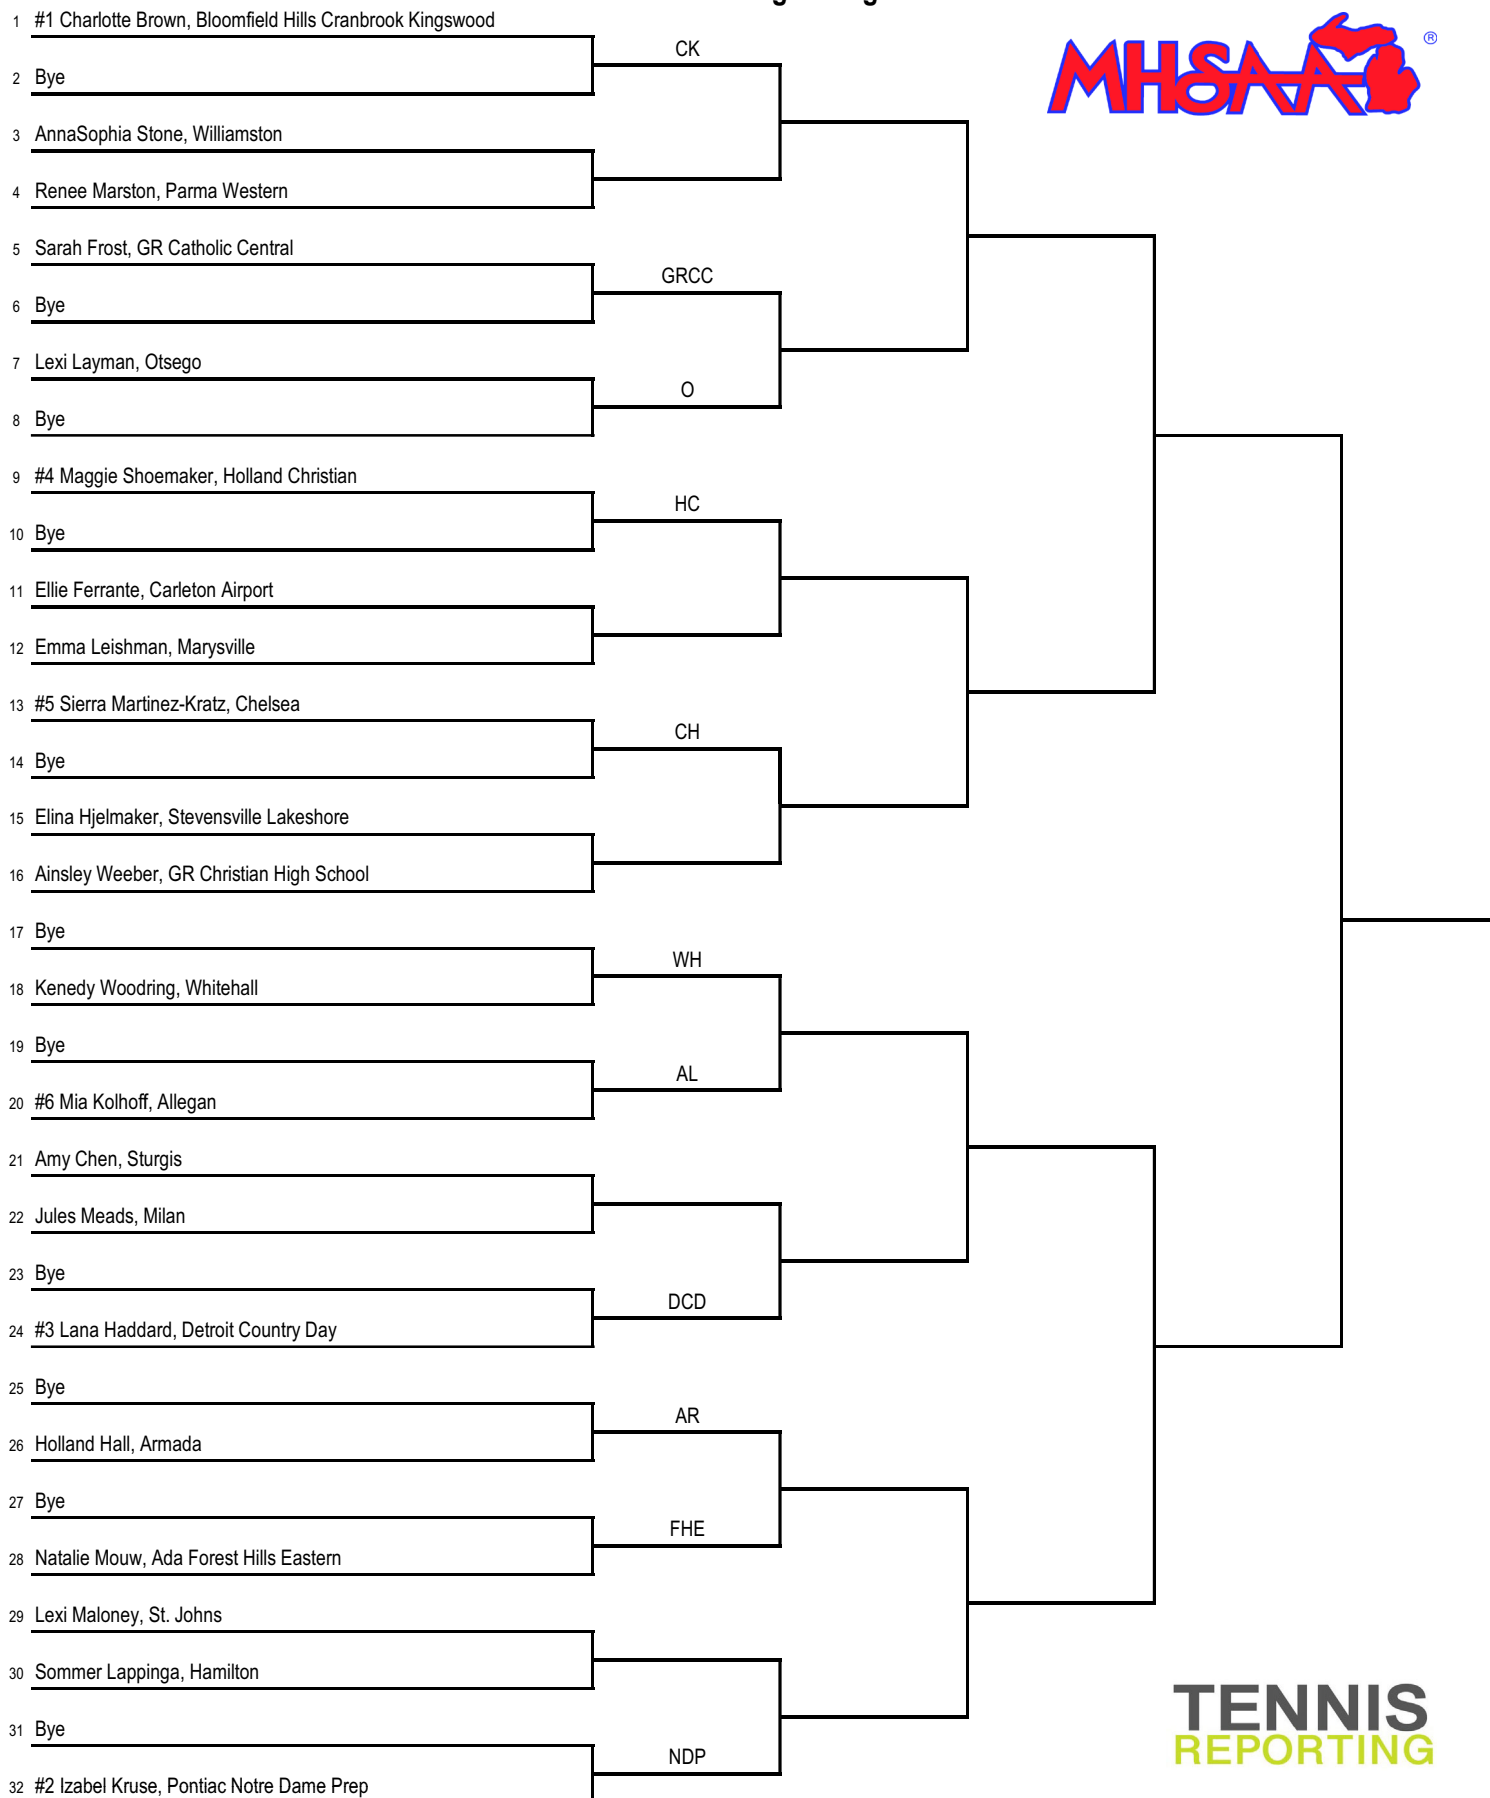 1 #1 Charlotte Brown, Bloomfield Hills Cranbrook Kingswood
CK
MHSAA ®
2 Bye
3 AnnaSophia Stone, Williamston
4 Renee Marston, Parma Western
5 Sarah Frost, GR Catholic Central
GRCC
6 Bye
7 Lexi Layman, Otsego
O
8 Bye
9 #4 Maggie Shoemaker, Holland Christian
HC
10 Bye
11 Ellie Ferrante, Carleton Airport
12 Emma Leishman, Marysville
13 #5 Sierra Martinez-Kratz, Chelsea
CH
14 Bye
15 Elina Hjelmaker, Stevensville Lakeshore
16 Ainsley Weeber, GR Christian High School
17 Bye
WH
18 Kenedy Woodring, Whitehall
19 Bye
AL
20 #6 Mia Kolhoff, Allegan
21 Amy Chen, Sturgis
22 Jules Meads, Milan
23 Bye
DCD
24 #3 Lana Haddard, Detroit Country Day
25 Bye
AR
26 Holland Hall, Armada
27 Bye
FHE
28 Natalie Mouw, Ada Forest Hills Eastern
29 Lexi Maloney, St. Johns
30 Sommer Lappinga, Hamilton
31 Bye
NDP
32 #2 Izabel Kruse, Pontiac Notre Dame Prep
TENNIS
REPORTING